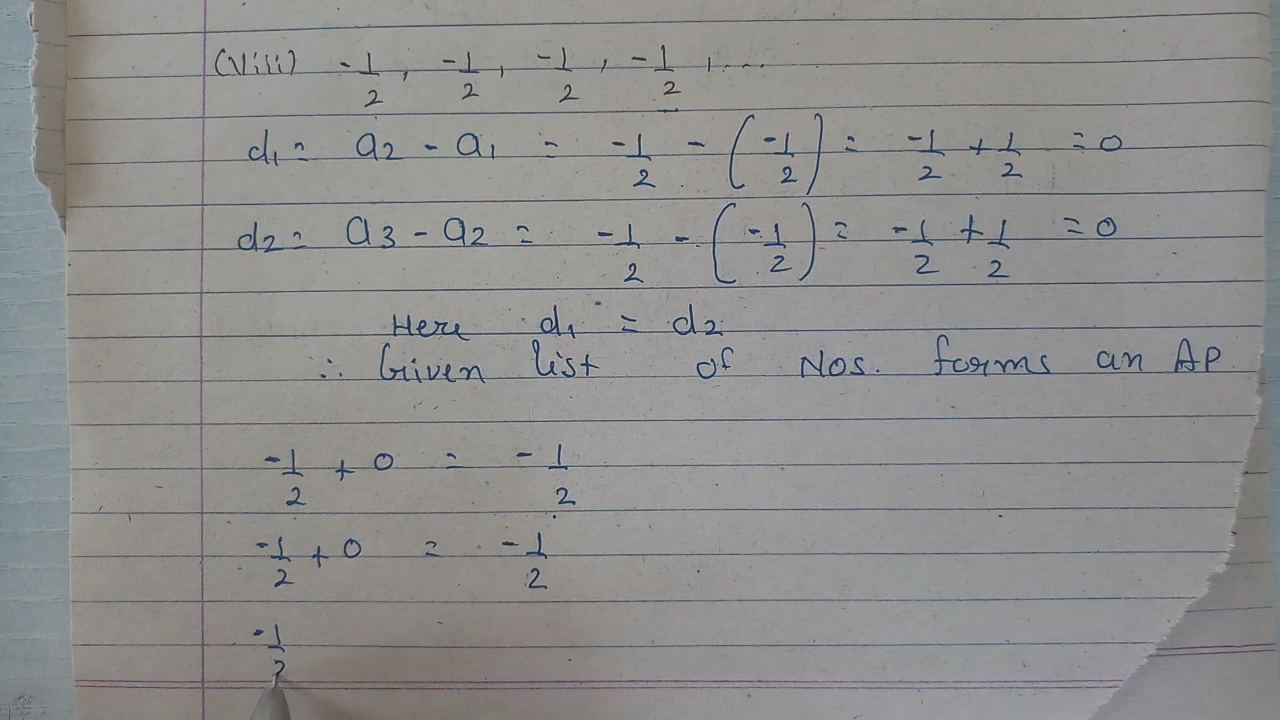 (viii) -1/2, -1/2, -1/2, -1/2, ....
d₁ = a₂ - a₁ = -1/2 - (-1/2) = -1/2 + 1/2 = 0
d₂ = a₃ - a₂ = -1/2 - (-1/2) = -1/2 + 1/2 = 0
Here d₁ = d₂
∴ Given list of Nos. forms an AP.
-1/2 + 0 = -1/2
-1/2 + 0 = -1/2
-1/2